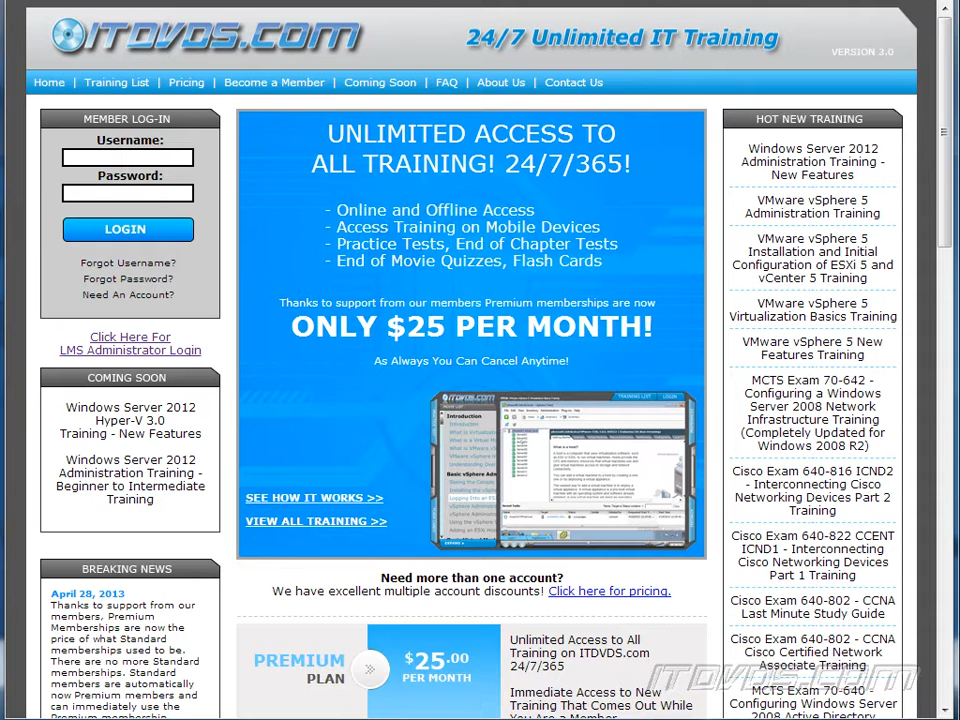 ITDVDS.COM
24/7 Unlimited IT Training
VERSION 3.0
Home | Training List | Pricing | Become a Member | Coming Soon | FAQ | About Us | Contact Us
MEMBER LOG-IN
Username:
Password:
LOGIN
Forgot Username?
Forgot Password?
Need An Account?
Click Here For
LMS Administrator Login
COMING SOON
Windows Server 2012
Hyper-V 3.0
Training - New Features
Windows Server 2012
Administration Training -
Beginner to Intermediate
Training
BREAKING NEWS
April 28, 2013
Thanks to support from our
members, Premium
Memberships are now the
price of what Standard
memberships used to be.
There are no more Standard
memberships. Standard
members are automatically
now Premium members and
can immediately use the
Premium membership
UNLIMITED ACCESS TO
ALL TRAINING! 24/7/365!
- Online and Offline Access
- Access Training on Mobile Devices
- Practice Tests, End of Chapter Tests
- End of Movie Quizzes, Flash Cards
Thanks to support from our members Premium memberships are now
ONLY $25 PER MONTH!
As Always You Can Cancel Anytime!
SEE HOW IT WORKS >>
VIEW ALL TRAINING >>
ITDVDS.COM
TRAINING LIST
LOGIN
Introduction
Need more than one account?
We have excellent multiple account discounts! Click here for pricing.
PREMIUM
PLAN
$25.00
PER MONTH
Unlimited Access to All
Training on ITDVDS.com
24/7/365
Immediate Access to New
Training That Comes Out While
You Are a Member
HOT NEW TRAINING
Windows Server 2012
Administration Training -
New Features
VMware vSphere 5
Administration Training
VMware vSphere 5
Installation and Initial
Configuration of ESXi 5 and
vCenter 5 Training
VMware vSphere 5
Virtualization Basics Training
VMware vSphere 5 New
Features Training
MCTS Exam 70-642 -
Configuring a Windows
Server 2008 Network
Infrastructure Training
(Completely Updated for
Windows 2008 R2)
Cisco Exam 640-816 ICND2
- Interconnecting Cisco
Networking Devices Part 2
Training
Cisco Exam 640-822 CCENT
ICND1 - Interconnecting
Cisco Networking Devices
Part 1 Training
Cisco Exam 640-802 - CCNA
Last Minute Study Guide
Cisco Exam 640-802 - CCNA
Cisco Certified Network
Associate Training
MCTS Exam 70-640 -
Configuring Windows Server
2008 Active Directory
ITDVDS.COM